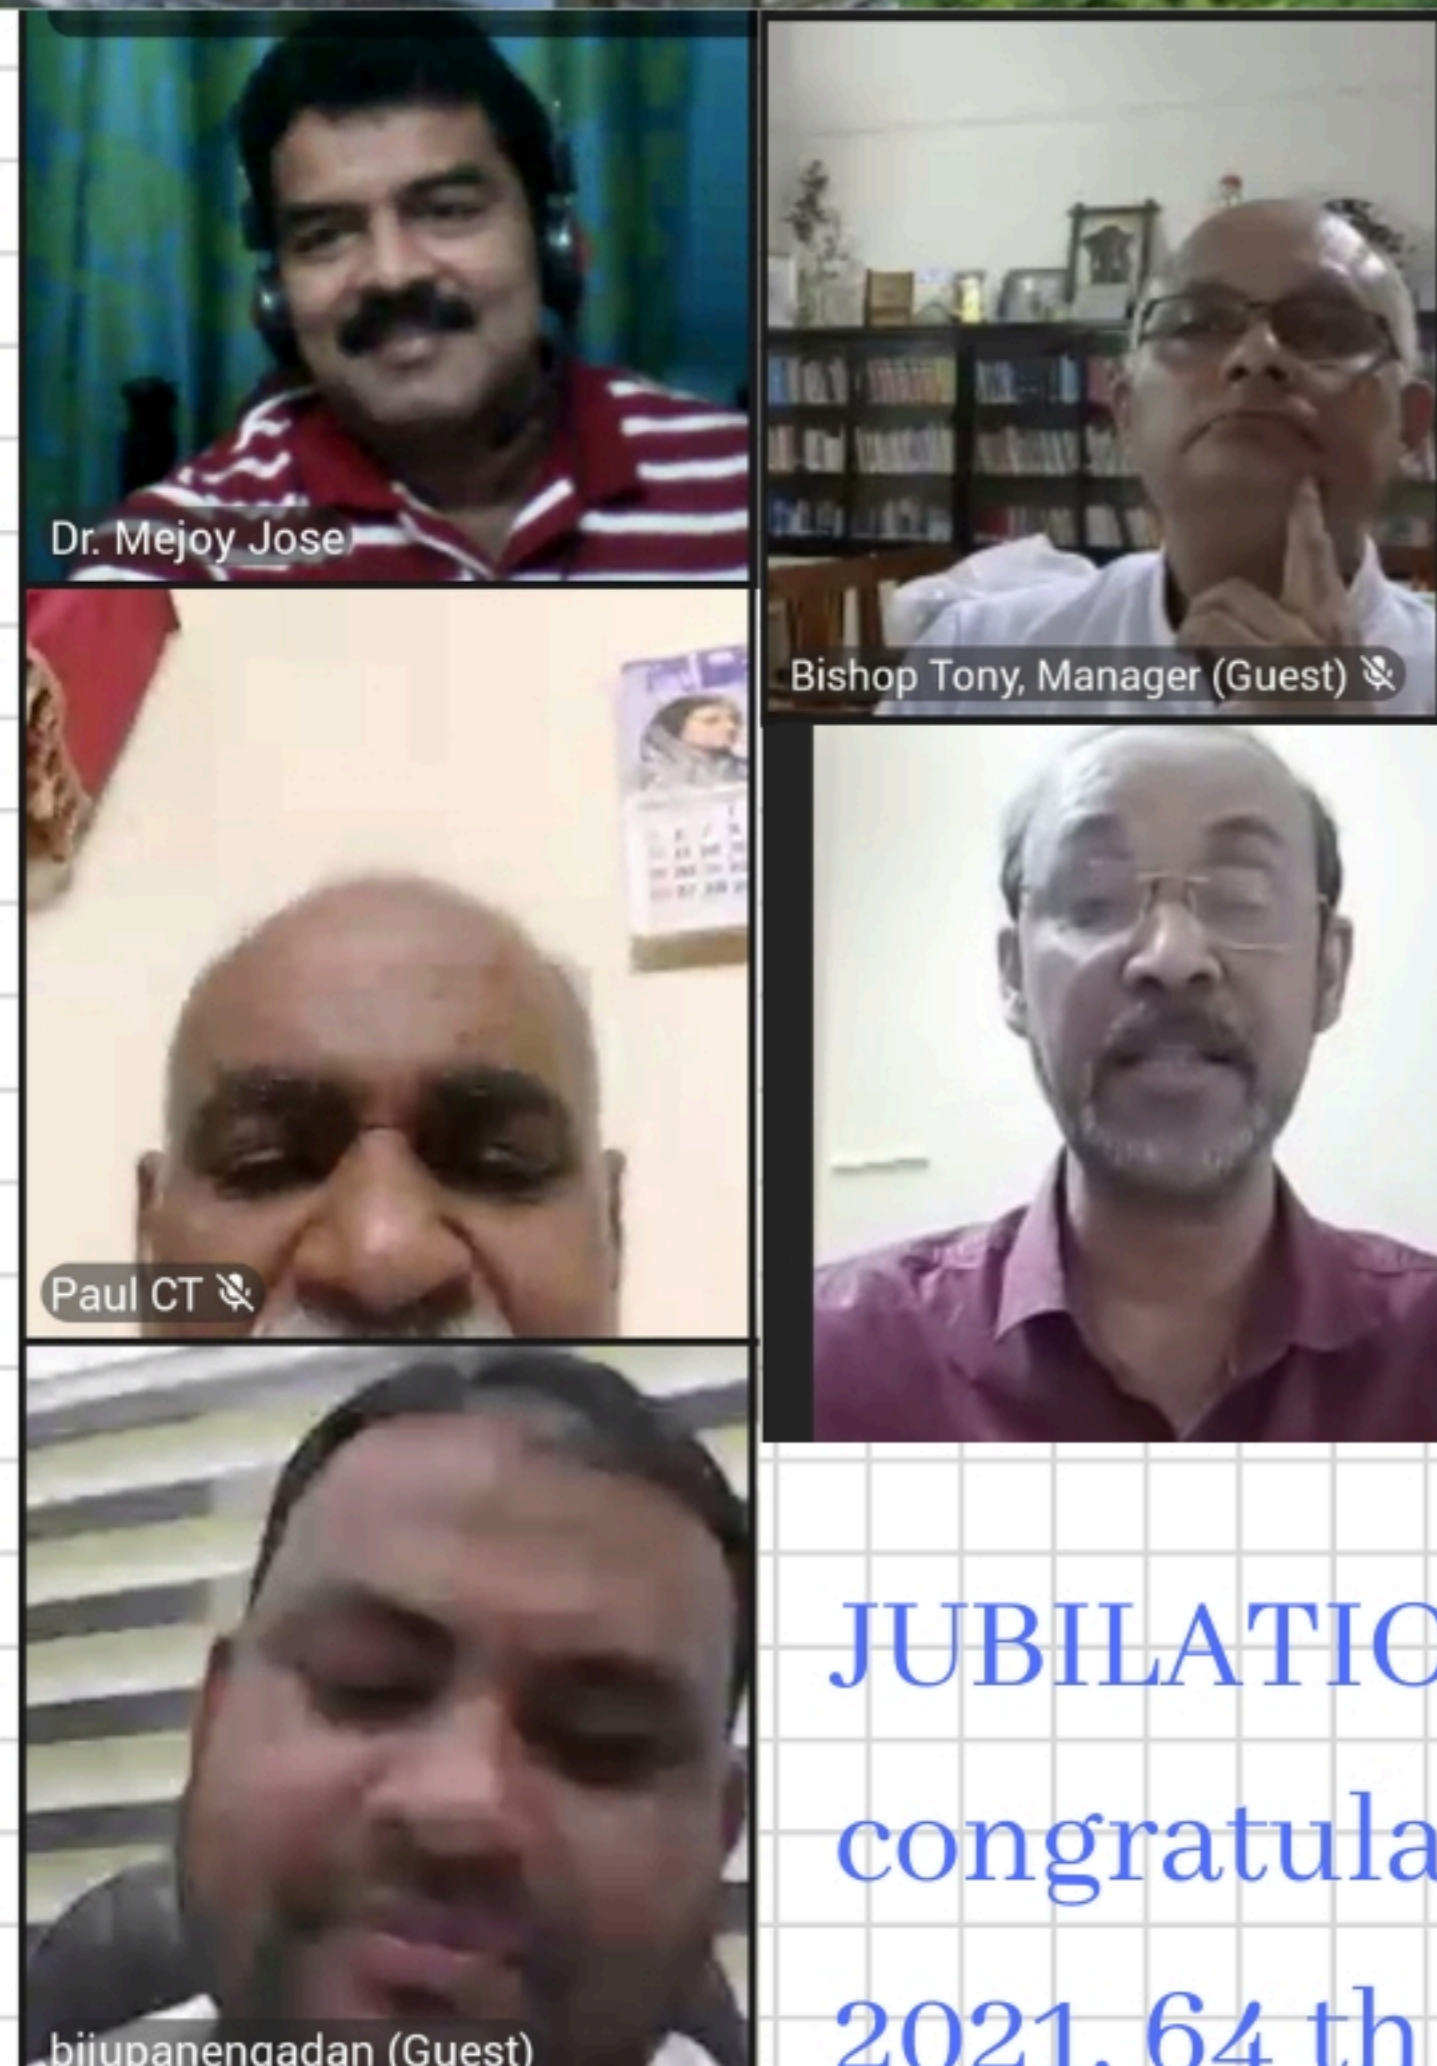 Dr. Mejoy Jose
Bishop Tony, Manager (Guest)
Paul CT
bijupanengadan (Guest)
JUBILATIO
congratula
2021, 64 th